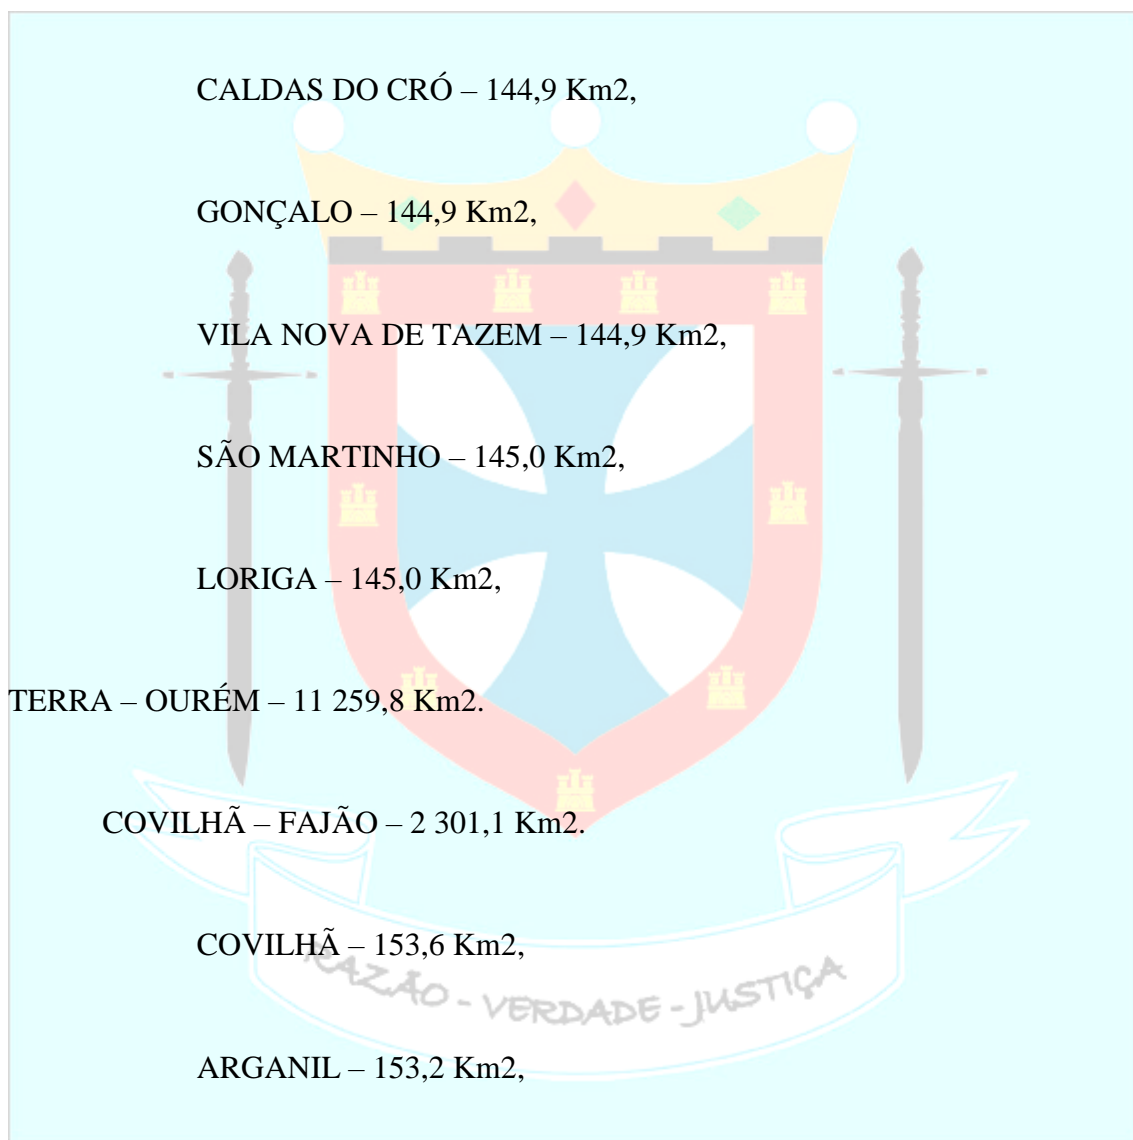 CALDAS DO CRÓ – 144,9 Km2,
GONÇALO – 144,9 Km2,
VILA NOVA DE TAZEM – 144,9 Km2,
SÃO MARTINHO – 145,0 Km2,
LORIGA – 145,0 Km2,
TERRA – OURÉM – 11 259,8 Km2.
COVILHÃ – FAJÃO – 2 301,1 Km2.
COVILHÃ – 153,6 Km2,
RAZÃO - VERDADE - JUSTIÇA
ARGANIL – 153,2 Km2,